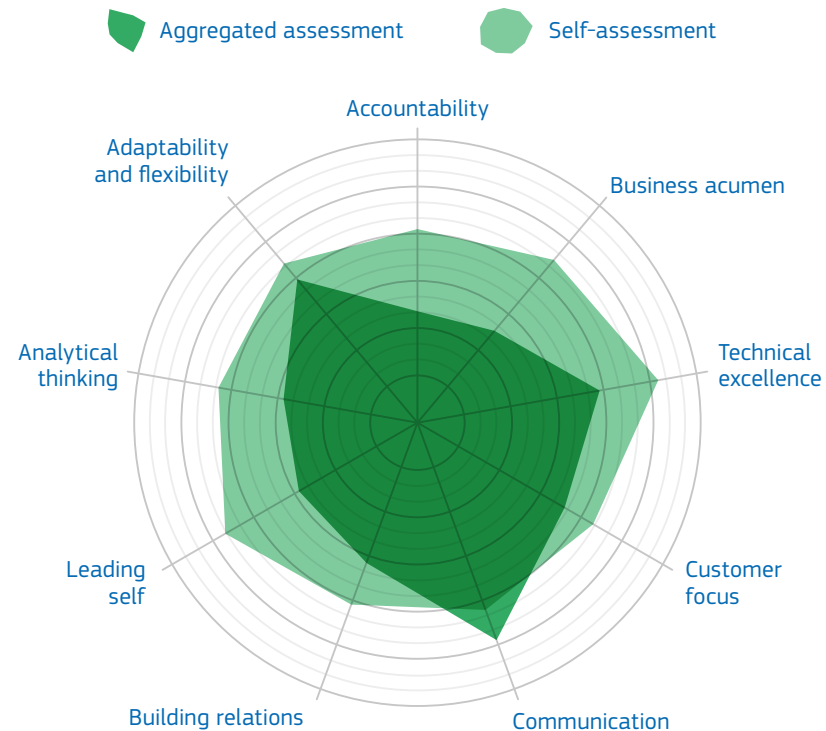 Aggregated assessment
Self-assessment
Accountability
Adaptability
and flexibility
Business acumen
Analytical
thinking
Technical
excellence
Leading
self
Customer
focus
Building relations
Communication